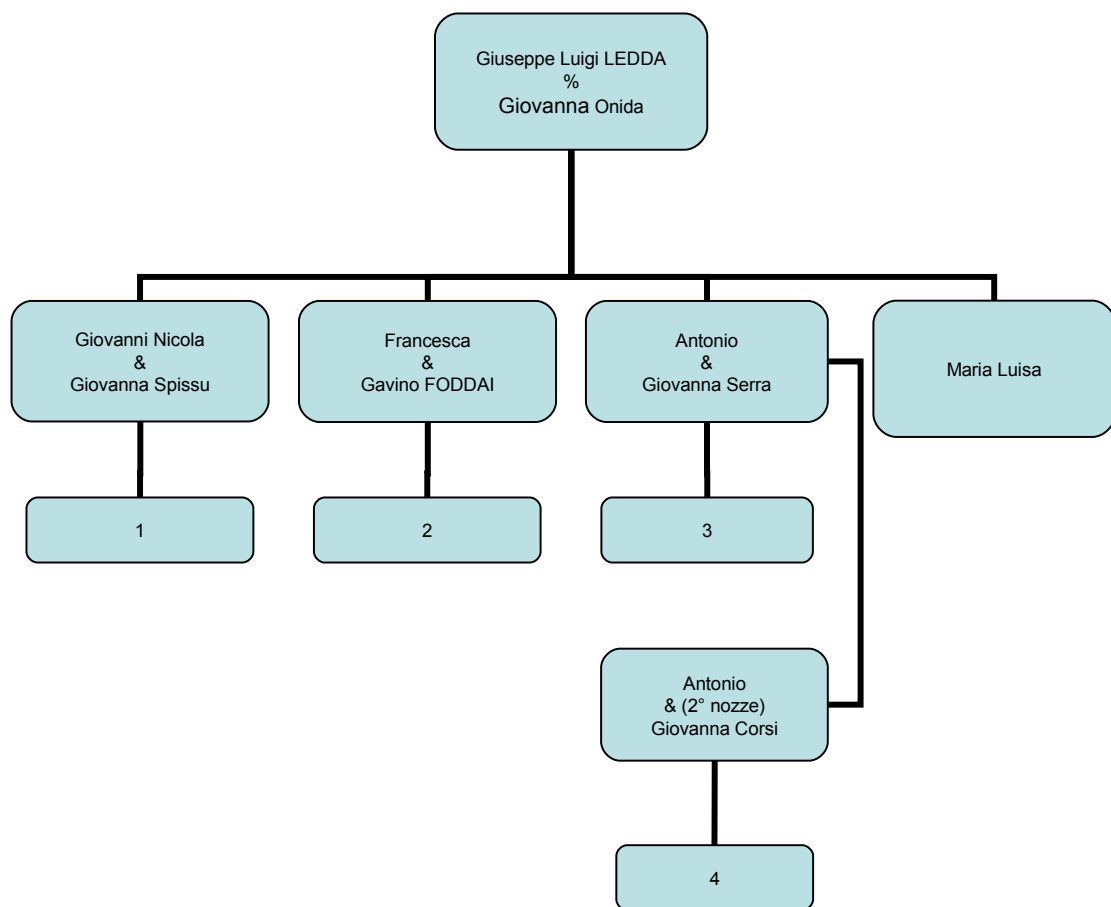 Giuseppe Luigi LEDDA
%
Giovanna Onida
Giovanni Nicola
&
Giovanna Spissu
Francesca
&
Gavino FODDAI
Antonio
&
Giovanna Serra
Maria Luisa
1
2
3
Antonio
& (2° nozze)
Giovanna Corsi
4